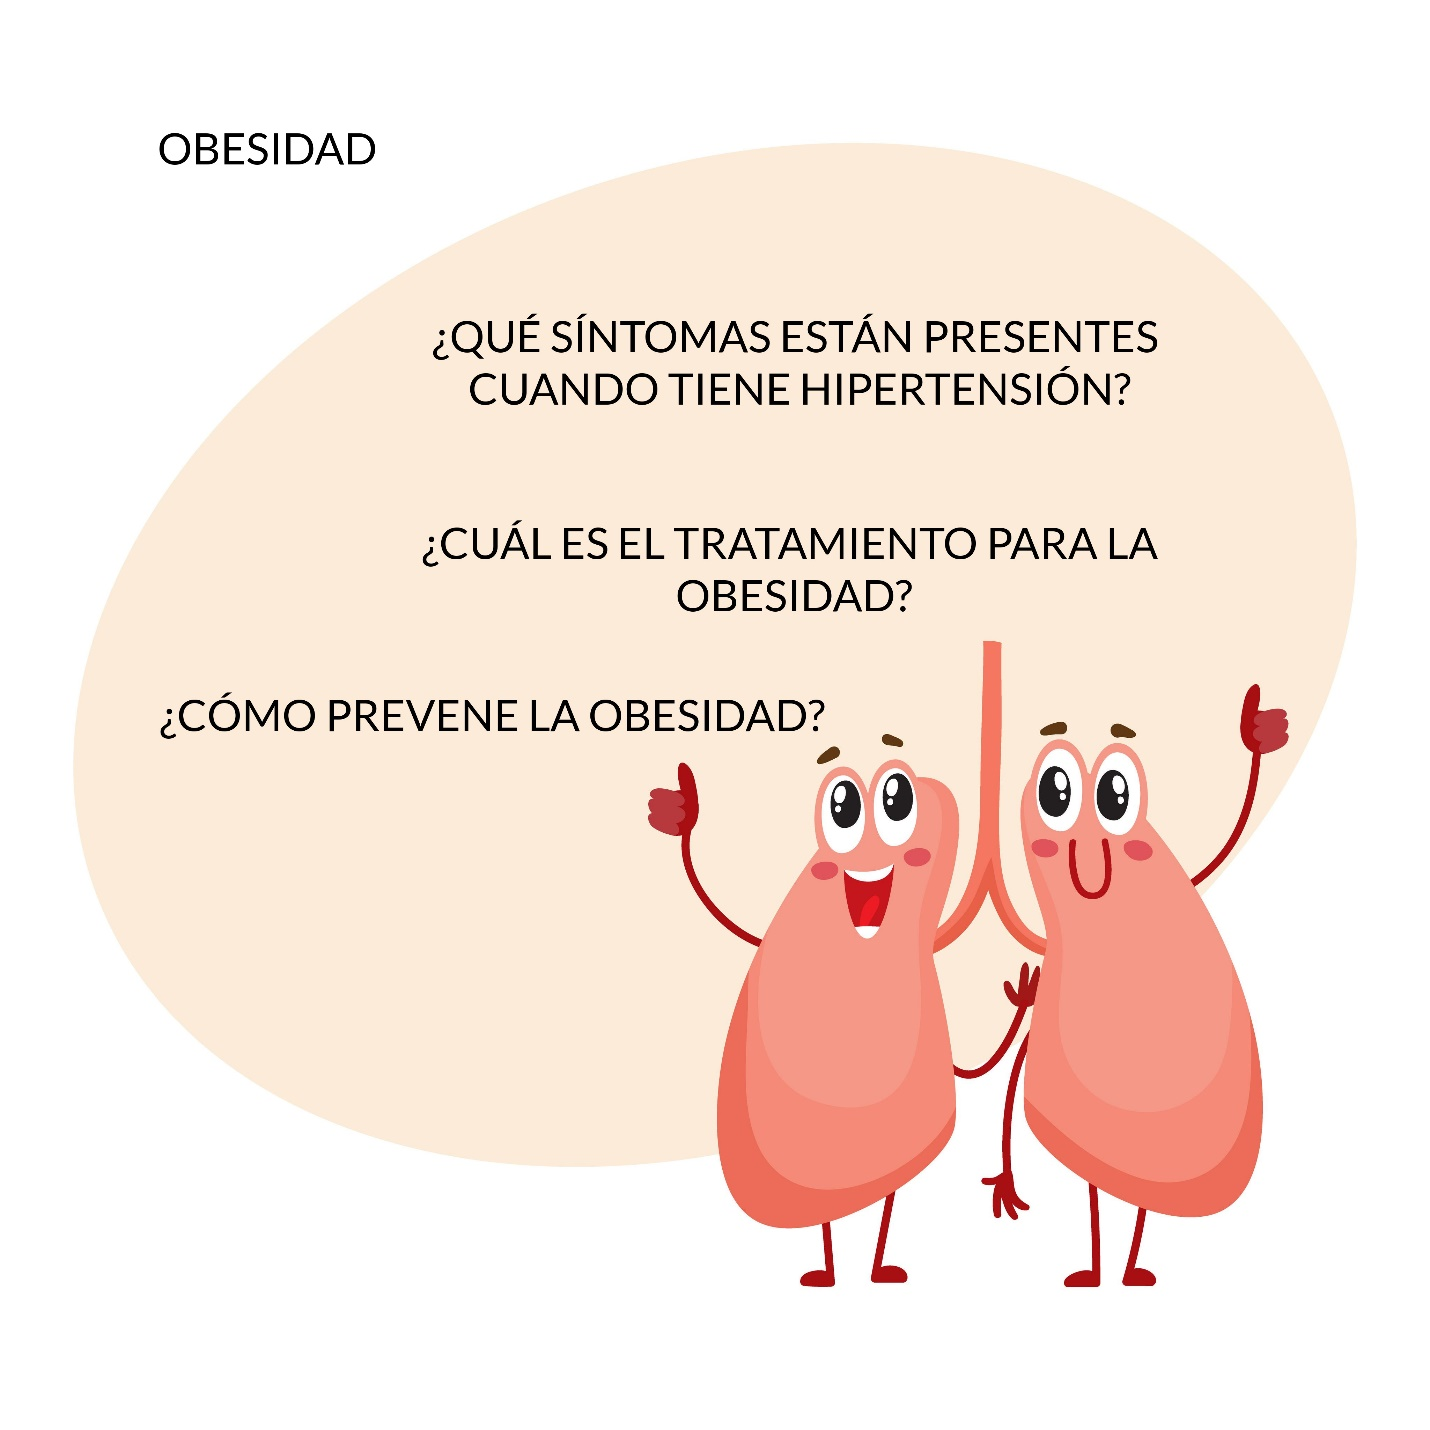 OBESIDAD
¿QUÉ SÍNTOMAS ESTÁN PRESENTES
CUANDO TIENE HIPERTENSIÓN?
¿CUÁL ES EL TRATAMIENTO PARA LA
OBESIDAD?
¿CÓMO PREVENE LA OBESIDAD?